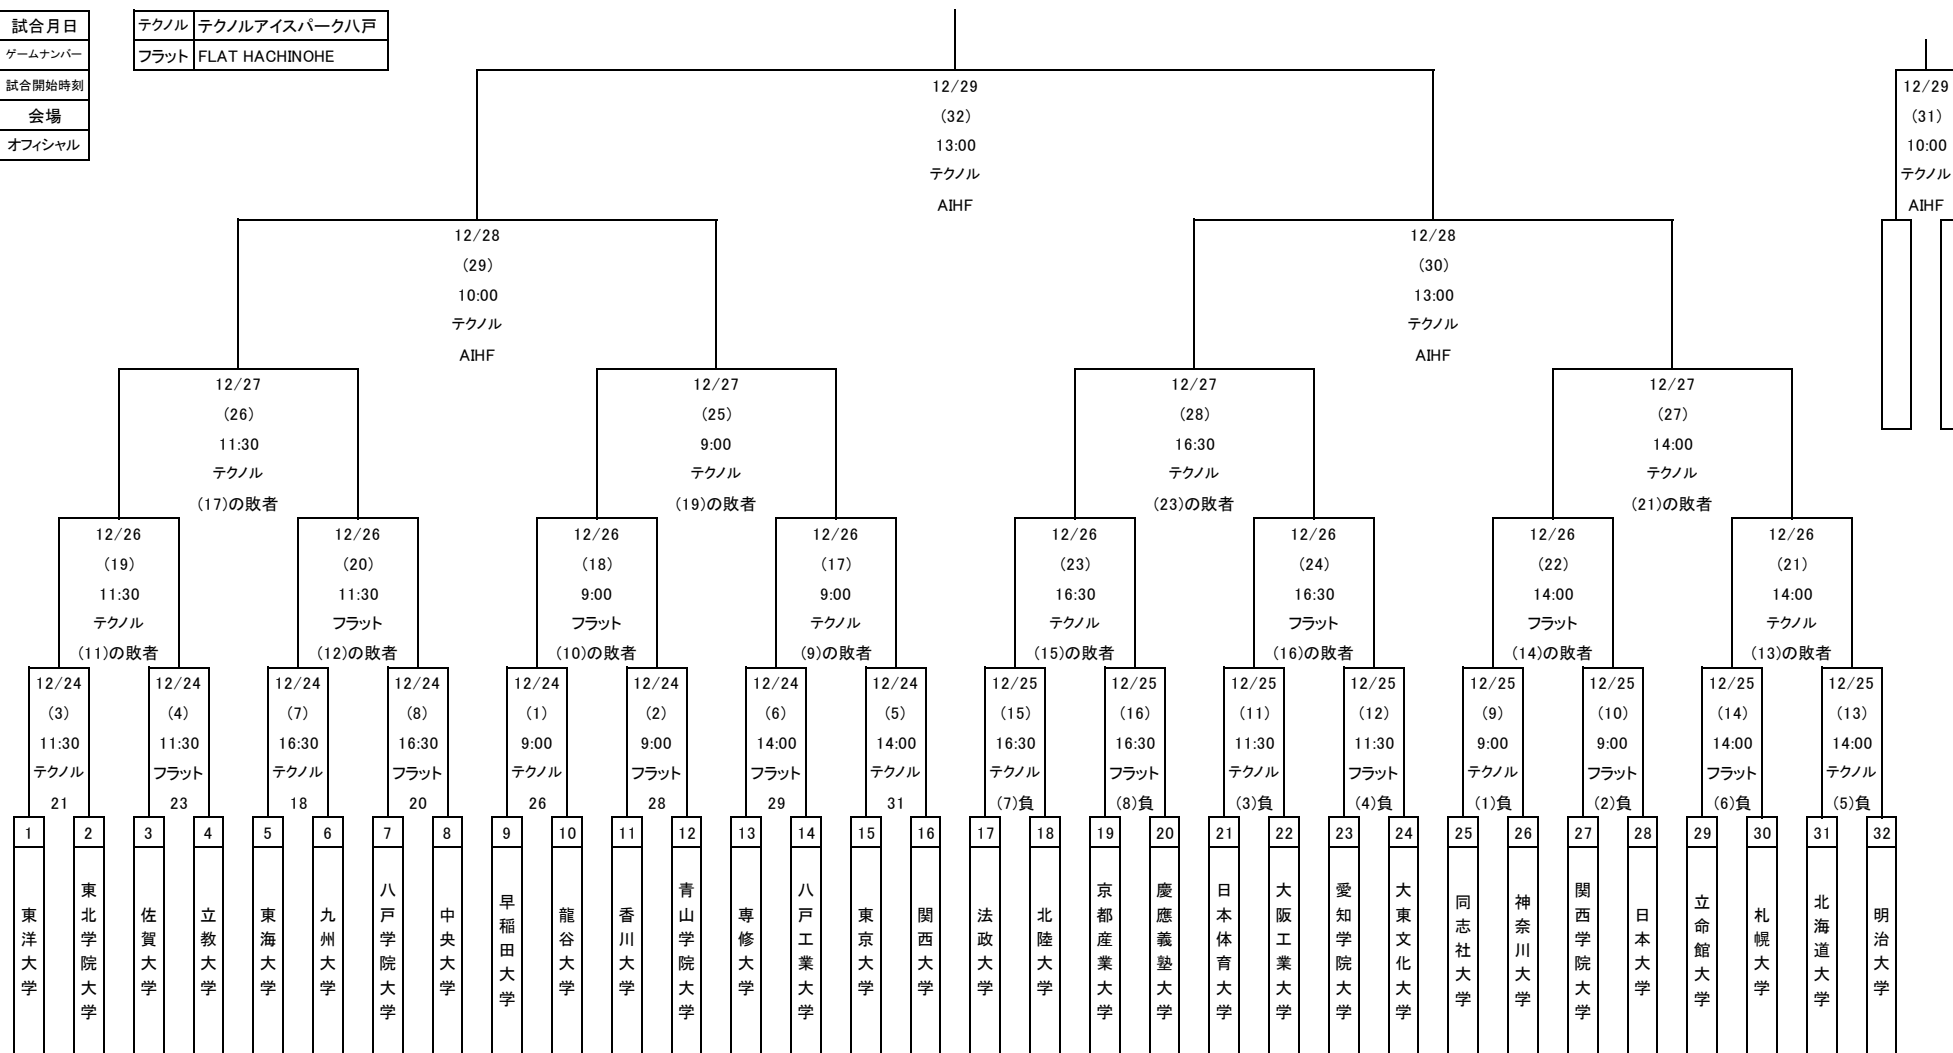 試合月日
ゲームナンバー
試合開始時刻
会場
オフィシャル
テクノル テクノルアイスパーク八戸
フラット FLAT HACHINOHE
12/29
(32)
13:00
テクノル
AIHF
12/29
(31)
10:00
テクノル
AIHF
12/28
(29)
10:00
テクノル
AIHF
12/28
(30)
13:00
テクノル
AIHF
12/27
(26)
11:30
テクノル
(17)の敗者
12/27
(25)
9:00
テクノル
(19)の敗者
12/27
(28)
16:30
テクノル
(23)の敗者
12/27
(27)
14:00
テクノル
(21)の敗者
12/26
(19)
11:30
テクノル
(11)の敗者
12/26
(20)
11:30
フラット
(12)の敗者
12/26
(18)
9:00
フラット
(10)の敗者
12/26
(17)
9:00
テクノル
(9)の敗者
12/26
(23)
16:30
テクノル
(15)の敗者
12/26
(24)
16:30
フラット
(16)の敗者
12/26
(22)
14:00
フラット
(14)の敗者
12/26
(21)
14:00
テクノル
(13)の敗者
12/24
(3)
11:30
テクノル
21
12/24
(4)
11:30
フラット
23
12/24
(7)
16:30
テクノル
18
12/24
(8)
16:30
フラット
20
12/24
(1)
9:00
テクノル
26
12/24
(2)
9:00
フラット
28
12/24
(6)
14:00
フラット
29
12/24
(5)
14:00
テクノル
31
12/25
(15)
16:30
テクノル
(7)負
12/25
(16)
16:30
フラット
(8)負
12/25
(11)
11:30
テクノル
(3)負
12/25
(12)
11:30
フラット
(4)負
12/25
(9)
9:00
テクノル
(1)負
12/25
(10)
9:00
フラット
(2)負
12/25
(14)
14:00
フラット
(6)負
12/25
(13)
14:00
テクノル
(5)負
1
東洋大学
2
東北学院大学
3
佐賀大学
4
立教大学
5
東海大学
6
九州大学
7
八戸学院大学
8
中央大学
9
早稲田大学
10
龍谷大学
11
香川大学
12
青山学院大学
13
専修大学
14
八戸工業大学
15
東京大学
16
関西大学
17
法政大学
18
北陸大学
19
京都産業大学
20
慶應義塾大学
21
日本体育大学
22
大阪工業大学
23
愛知学院大学
24
大東文化大学
25
同志社大学
26
神奈川大学
27
関西学院大学
28
日本大学
29
立命館大学
30
札幌大学
31
北海道大学
32
明治大学